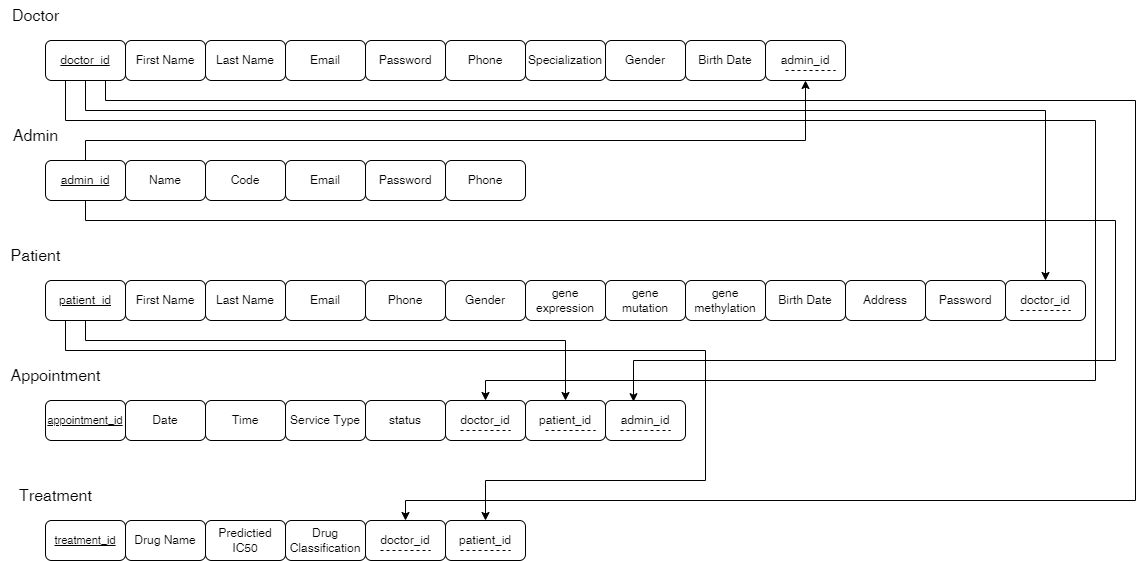 Doctor
doctor_id First Name Last Name Email Password Phone Specialization Gender Birth Date admin_id
Admin
admin_id Name Code Email Password Phone
Patient
patient_id First Name Last Name Email Phone Gender gene expression gene mutation gene methylation Birth Date Address Password doctor_id
Appointment
appointment_id Date Time Service Type status doctor_id patient_id admin_id
Treatment
treatment_id Drug Name Predictied IC50 Drug Classification doctor_id patient_id